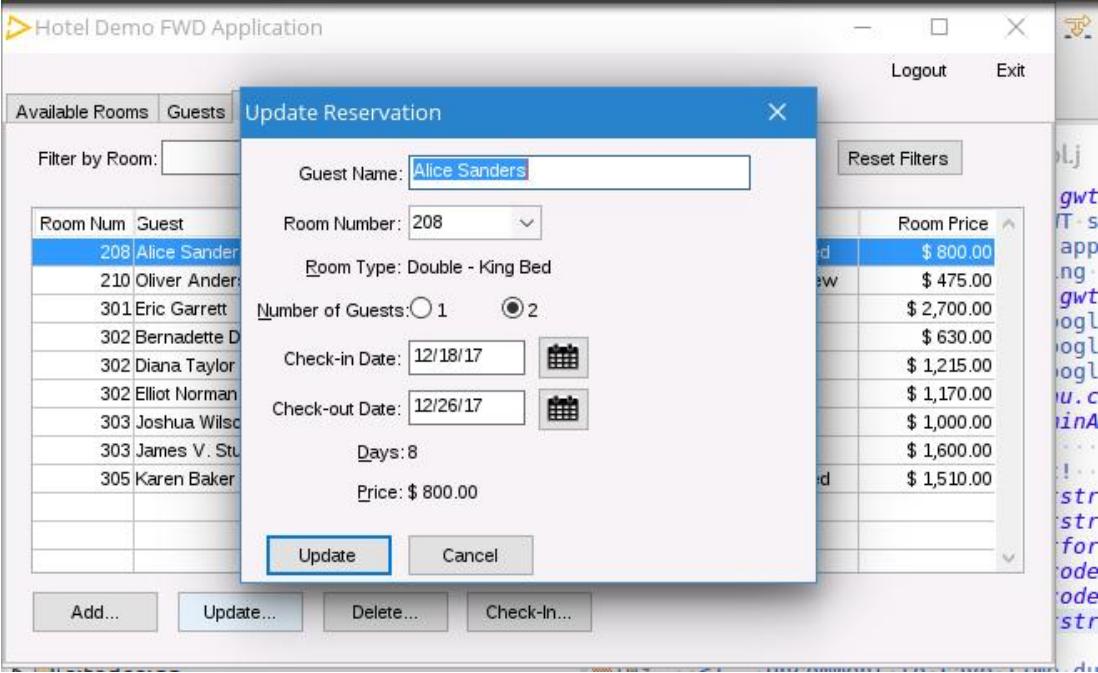 Hotel Demo FWD Application
Logout Exit
Available Rooms Guests
Filter by Room: Reset Filters
Update Reservation
Guest Name: Alice Sanders
Room Number: 208
Room Type: Double - King Bed
Number of Guests: 1 2
Check-in Date: 12/18/17
Check-out Date: 12/26/17
Days: 8
Price: $ 800.00
Update Cancel
Room Num Guest Room Price
208 Alice Sander $ 800.00
210 Oliver Ander $ 475.00
301 Eric Garrett $ 2,700.00
302 Bernadette D $ 630.00
302 Diana Taylor $ 1,215.00
302 Elliot Norman $ 1,170.00
303 Joshua Wilso $ 1,000.00
303 James V. Stu $ 1,600.00
305 Karen Baker $ 1,510.00
Add... Update... Delete... Check-In...
gwt
app
gwt